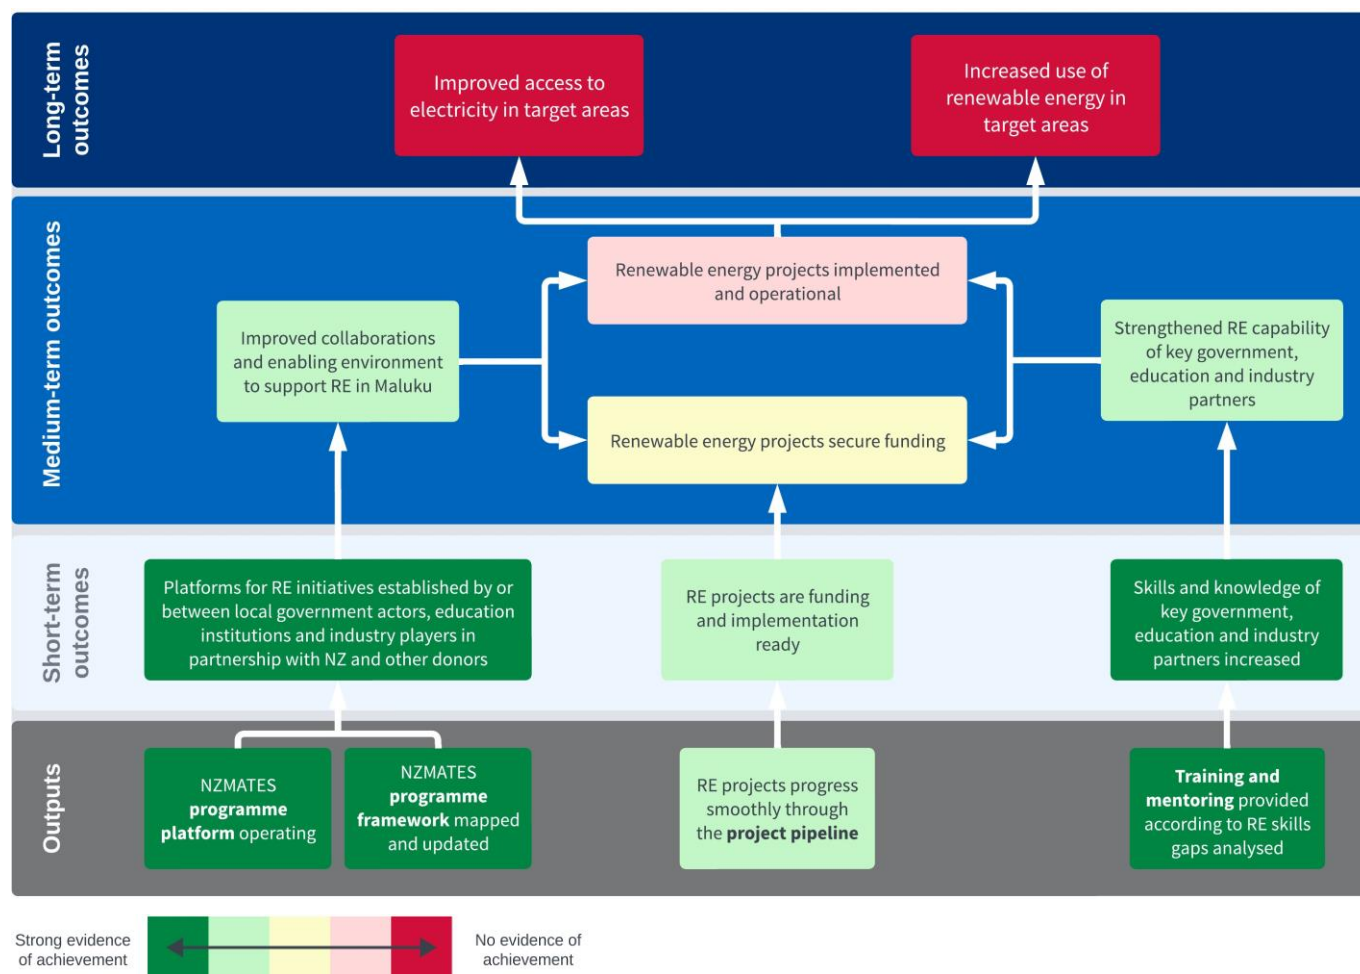 Long-term
outcomes
Improved access to
electricity in target areas
Increased use of
renewable energy in
target areas
Medium-term outcomes
Renewable energy projects implemented
and operational
Improved collaborations
and enabling environment
to support RE in Maluku
Strengthened RE capability
of key government,
education and industry
partners
Renewable energy projects secure funding
Short-term
outcomes
Platforms for RE initiatives established by or
between local government actors, education
institutions and industry players in
partnership with NZ and other donors
RE projects are funding
and implementation
ready
Skills and knowledge of
key government,
education and industry
partners increased
Outputs
NZMATES
programme
platform operating
NZMATES
programme
framework mapped
and updated
RE projects progress
smoothly through
the project pipeline
Training and
mentoring provided
according to RE skills
gaps analysed
Strong evidence
of achievement
No evidence of
achievement